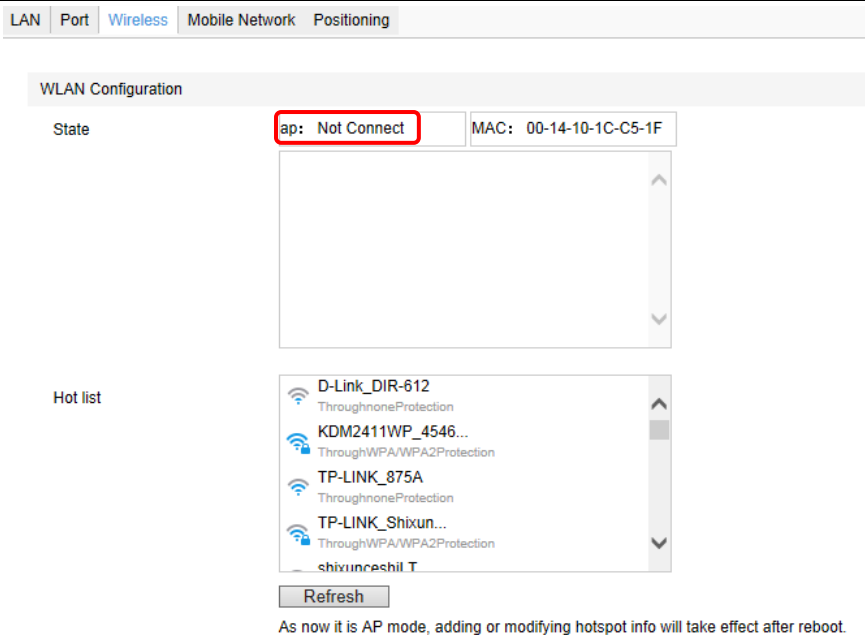 LAN Port Wireless Mobile Network Positioning
WLAN Configuration
State ap: Not Connect MAC: 00-14-10-1C-C5-1F
Hot list
D-Link_DIR-612
ThroughnoneProtection
KDM2411WP_4546...
ThroughWPA/WPA2Protection
TP-LINK_875A
ThroughnoneProtection
TP-LINK_Shixun...
ThroughWPA/WPA2Protection
shixunceshiLT
Refresh
As now it is AP mode, adding or modifying hotspot info will take effect after reboot.